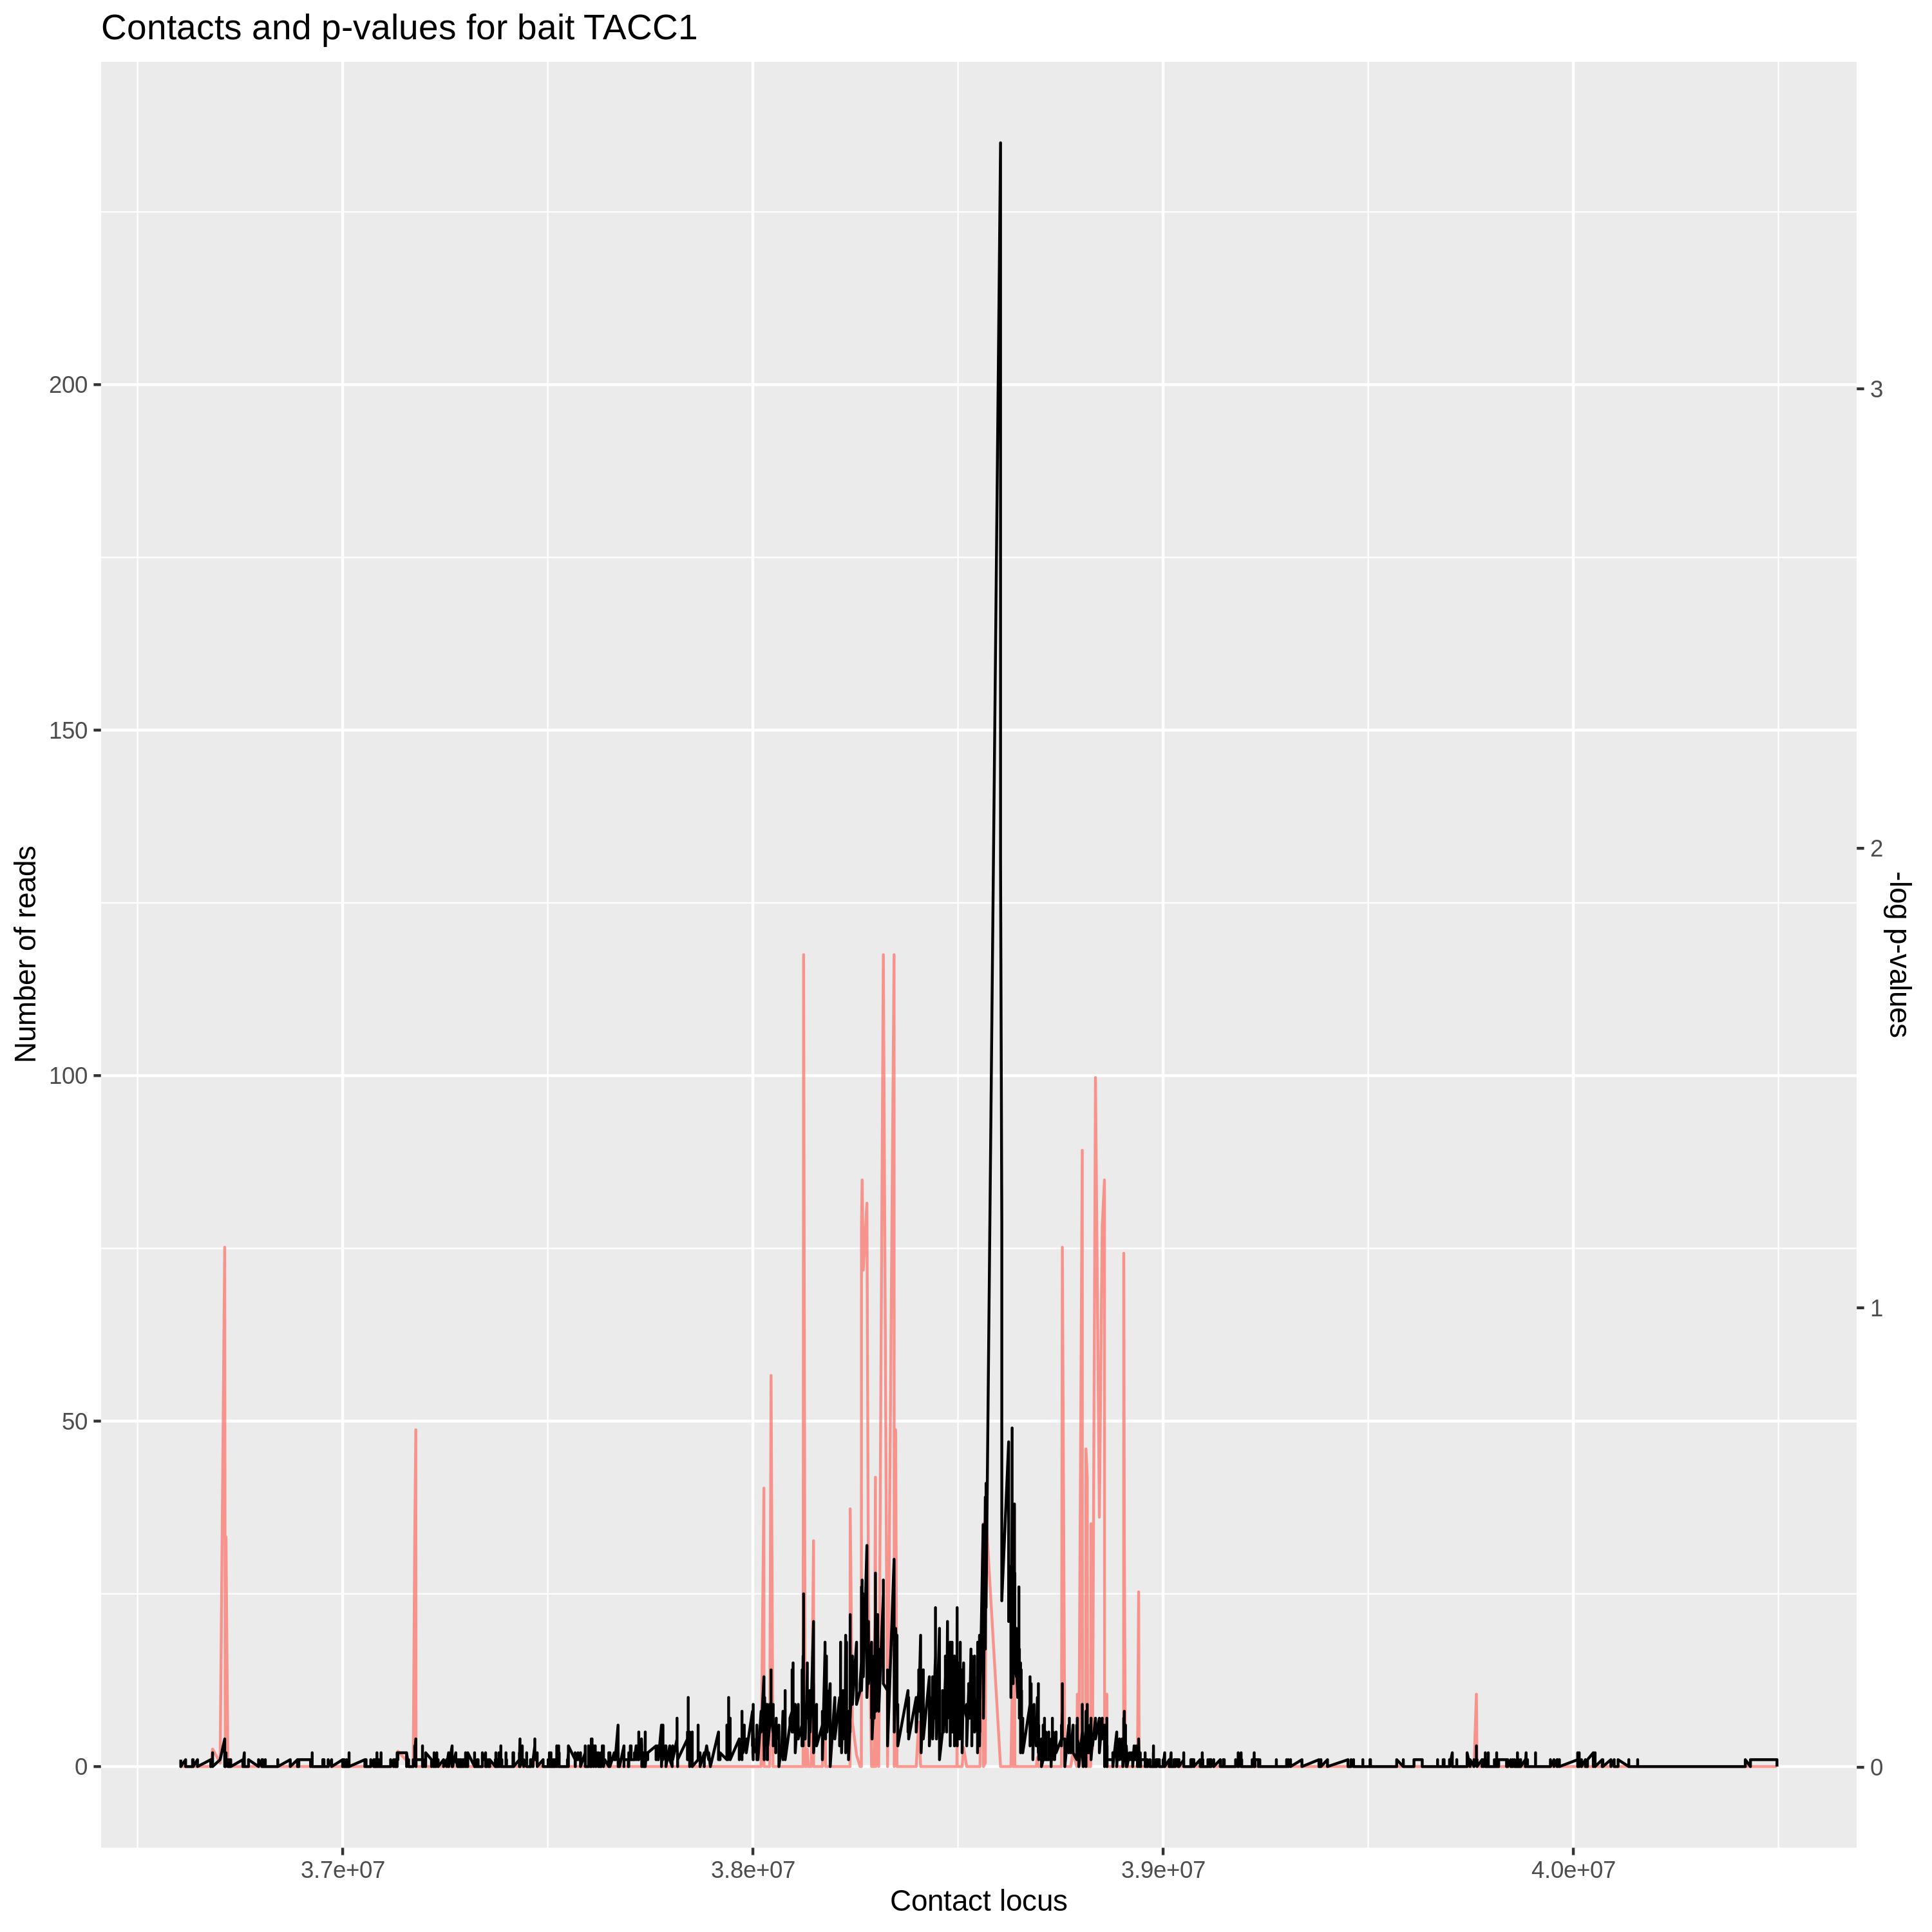 Contacts and p-values for bait TACC1
Number of reads
200
150
100
50
0
3
2
1
0
-log p-values
3.7e+07
3.8e+07
3.9e+07
4.0e+07
Contact locus